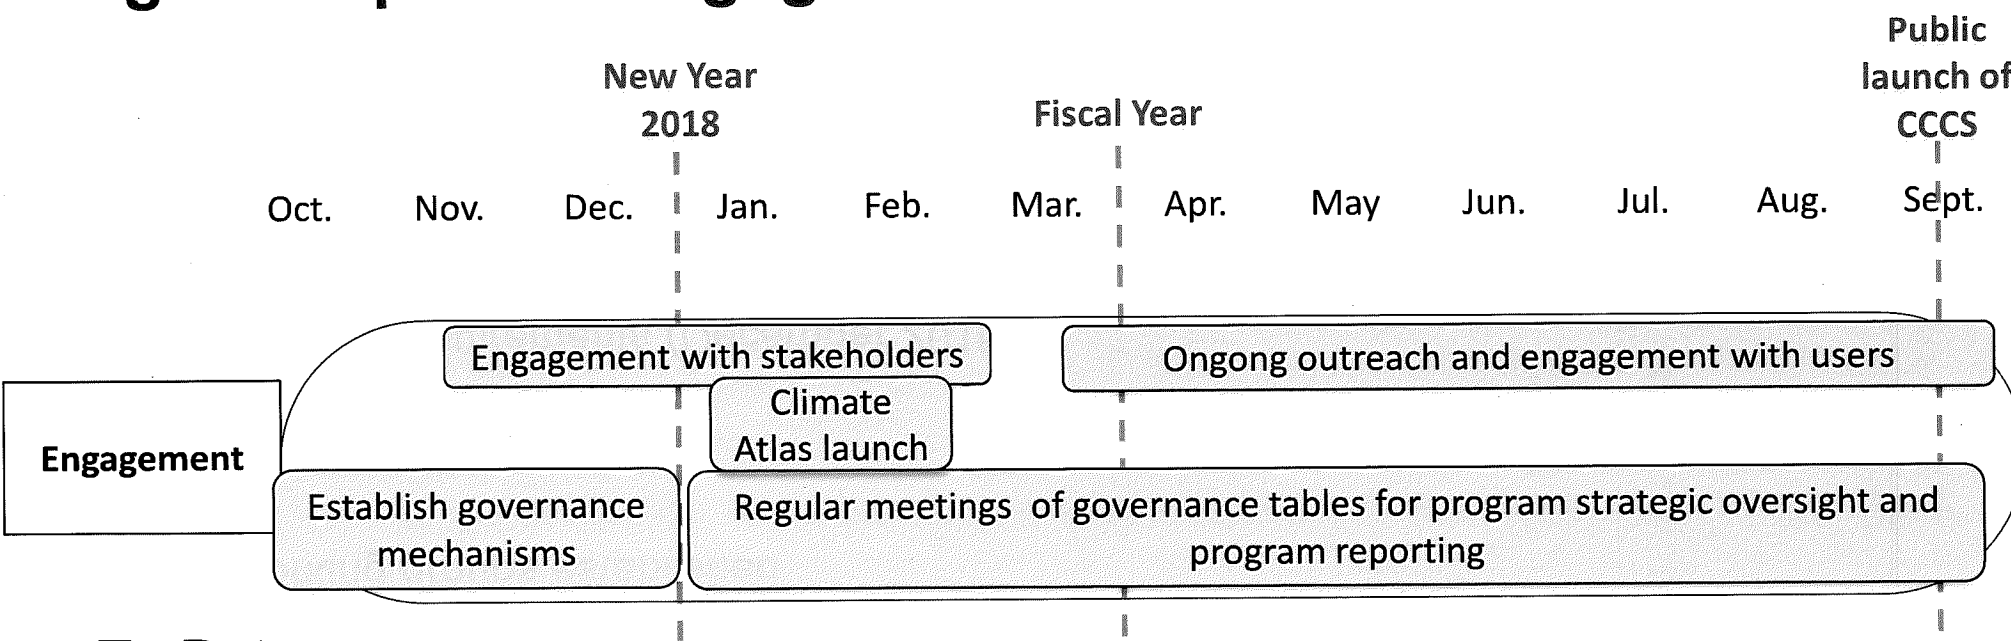 Public
launch of
CCCS
New Year
2018
Fiscal Year
Oct. Nov. Dec. Jan. Feb. Mar. Apr. May Jun. Jul. Aug. Sept.
Engagement with stakeholders
Ongong outreach and engagement with users
Climate
Atlas launch
Engagement
Establish governance
mechanisms
Regular meetings of governance tables for program strategic oversight and
program reporting